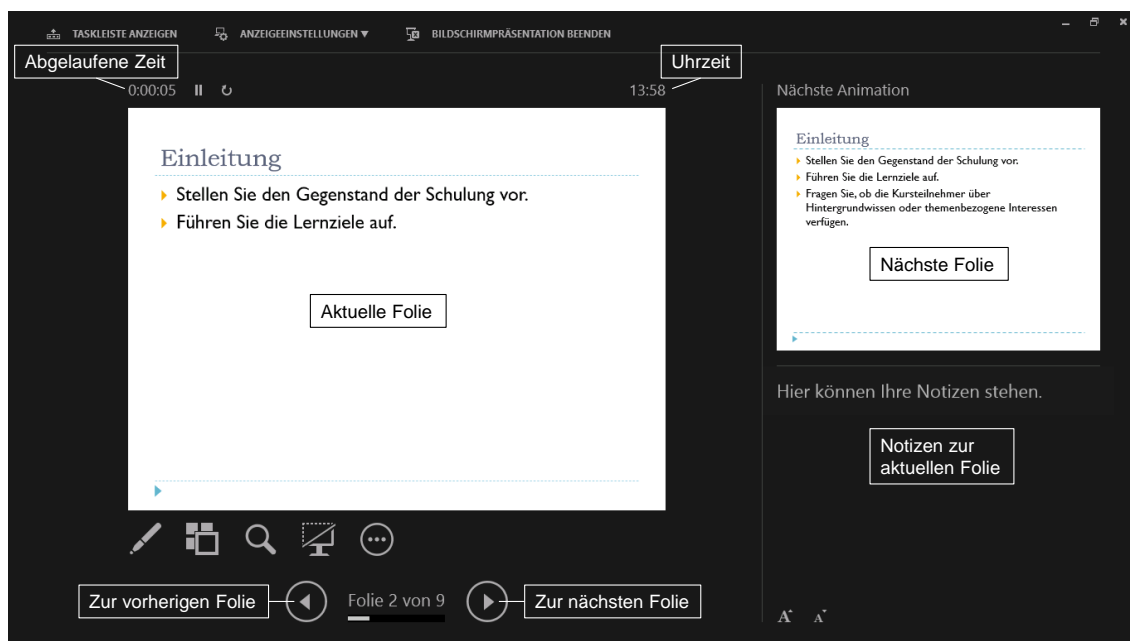 TASKLEISTE ANZEIGEN ANZEIGEEINSTELLUNGEN ▼ BILDSCHIRMPRÄSENTATION BEENDEN
Abgelaufene Zeit
Uhrzeit
0:00:05
13:58
Einleitung
Stellen Sie den Gegenstand der Schulung vor.
Führen Sie die Lernziele auf.
Aktuelle Folie
Nächste Animation
Einleitung
Stellen Sie den Gegenstand der Schulung vor.
Führen Sie die Lernziele auf.
Fragen Sie, ob die Kursteilnehmer über
Hintergrundwissen oder themenbezogene Interessen
verfügen.
Nächste Folie
Hier können Ihre Notizen stehen.
Notizen zur
aktuellen Folie
Zur vorherigen Folie
Folie 2 von 9
Zur nächsten Folie
A A